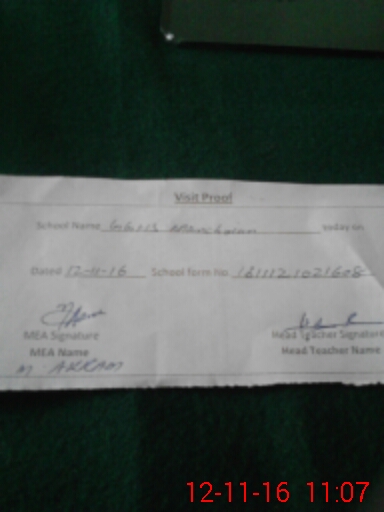 Visit Proof
School Name today on
Dated 12-11-16 School form No 161112.1021608
MEA Signature Head Teacher Signature
MEA Name Head Teacher Name
M AKRAM
12-11-16 11:07